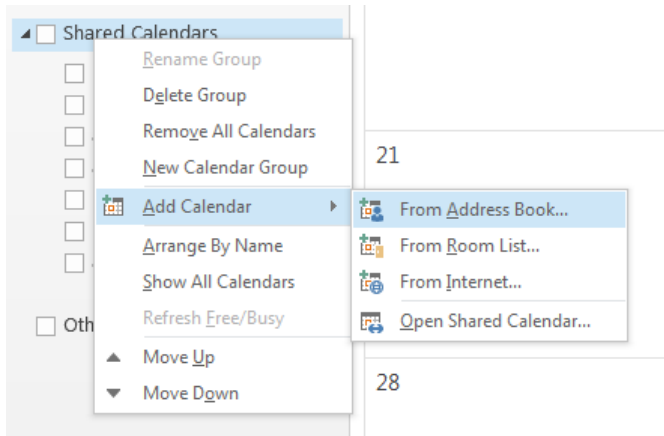 Shared Calendars
Rename Group
Delete Group
Remove All Calendars
New Calendar Group
Add Calendar
Arrange By Name
Show All Calendars
Refresh Free/Busy
Move Up
Move Down
From Address Book...
From Room List...
From Internet...
Open Shared Calendar...
Oth
21
28